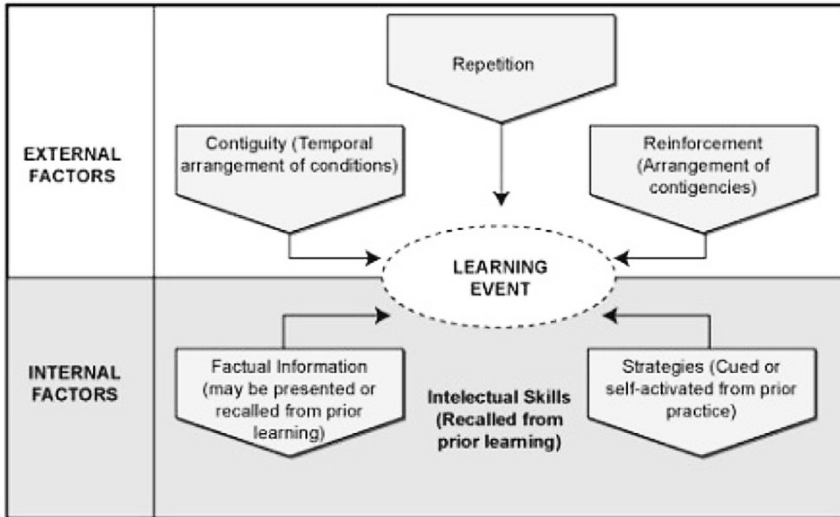 Repetition
EXTERNAL
FACTORS
Contiguity (Temporal
arrangement of conditions)
Reinforcement
(Arrangement of
contigencies)
LEARNING
EVENT
INTERNAL
FACTORS
Factual Information
(may be presented or
recalled from prior
learning)
Intelectual Skills
(Recalled from
prior learning)
Strategies (Cued or
self-activated from prior
practice)